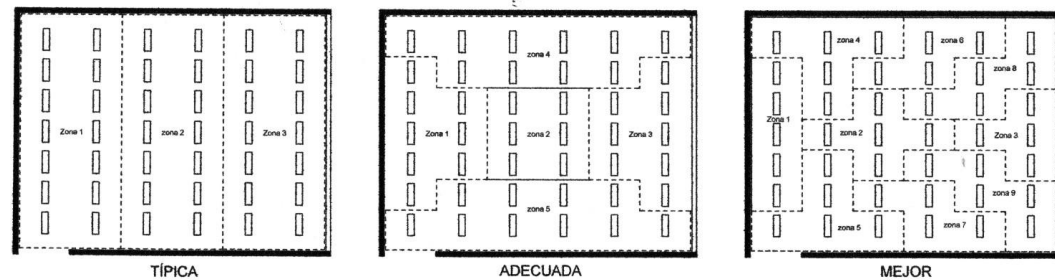 Zona 1
zona 2
Zona 3
TÍPICA
zona 4
Zona 1
zona 2
Zona 3
zona 5
ADECUADA
zona 4
zona 6
zona 8
Zona 1
zona 2
Zona 3
zona 9
zona 5
zona 7
MEJOR